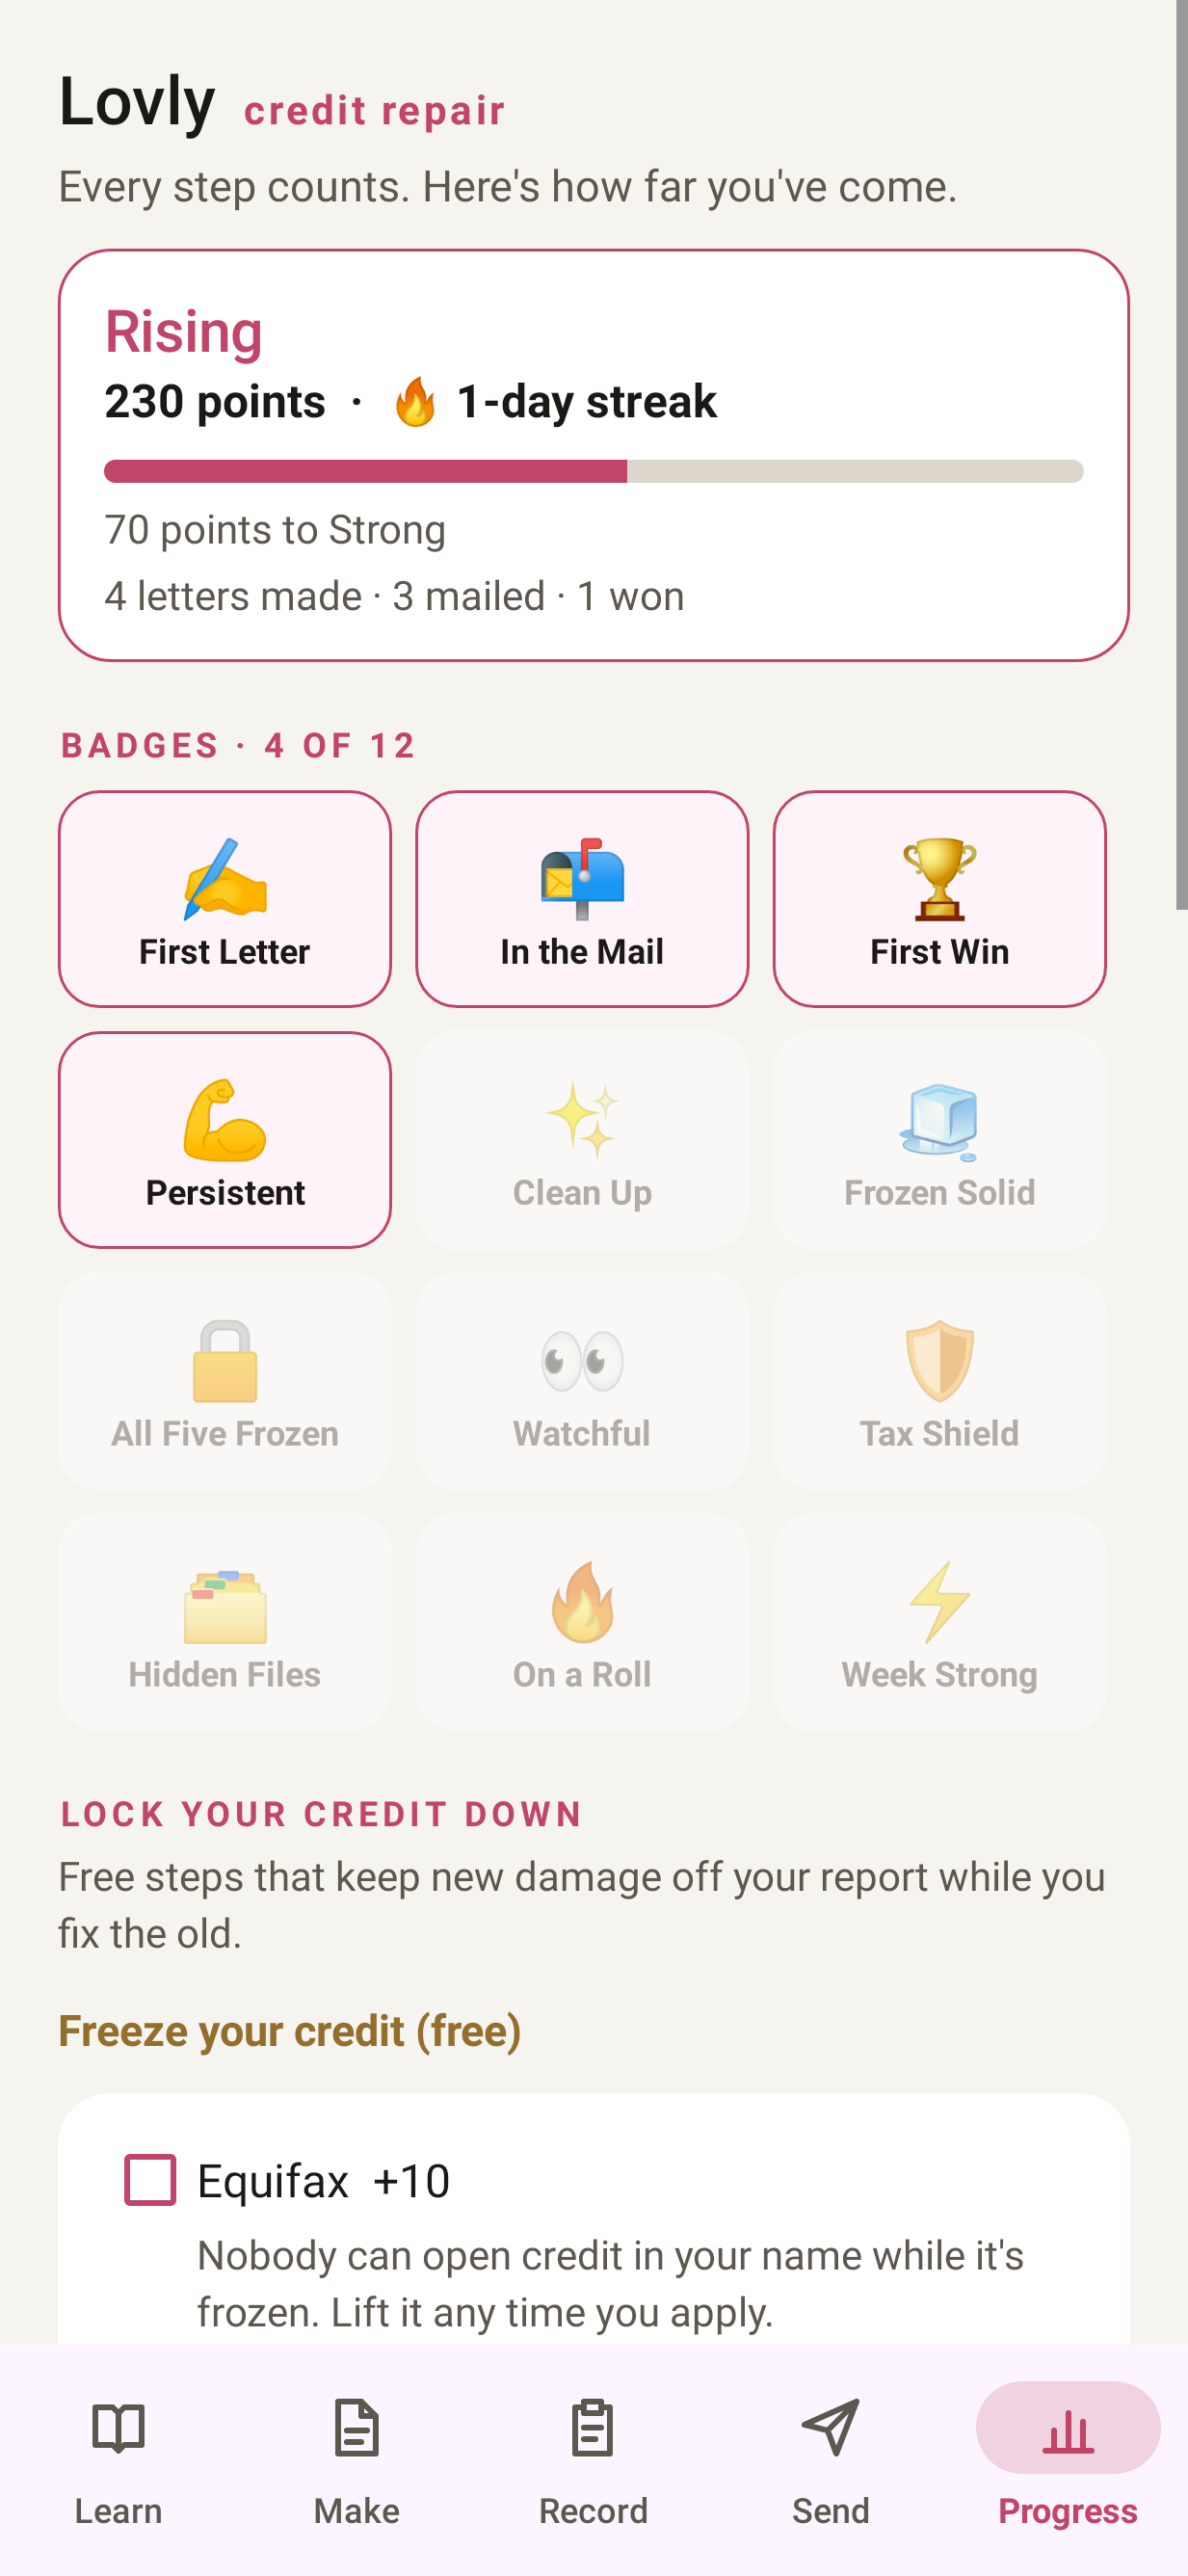 Lovly credit repair
Every step counts. Here's how far you've come.
Rising
230 points · 🔥 1-day streak
70 points to Strong
4 letters made · 3 mailed · 1 won
BADGES · 4 OF 12
First Letter
In the Mail
First Win
Persistent
Clean Up
Frozen Solid
All Five Frozen
Watchful
Tax Shield
Hidden Files
On a Roll
Week Strong
LOCK YOUR CREDIT DOWN
Free steps that keep new damage off your report while you
fix the old.
Freeze your credit (free)
Equifax +10
Nobody can open credit in your name while it's
frozen. Lift it any time you apply.
Learn
Make
Record
Send
Progress